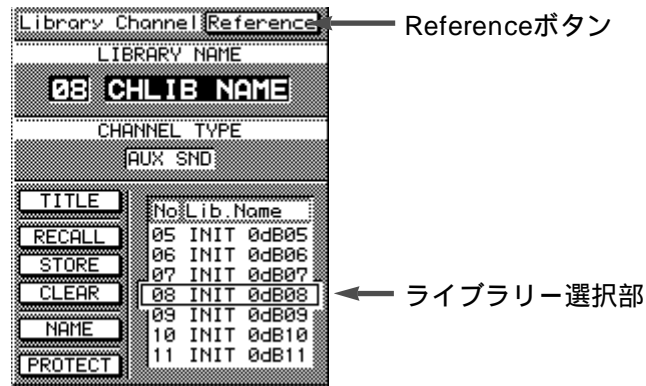 Library Channel Reference
Referenceボタン
LIBRARY NAME
08 CHLIB NAME
CHANNEL TYPE
AUX SND
TITLE
RECALL
STORE
CLEAR
NAME
PROTECT
No Lib.Name
05 INIT 0dB05
06 INIT 0dB06
07 INIT 0dB07
08 INIT 0dB08
09 INIT 0dB09
10 INIT 0dB10
11 INIT 0dB11
ライブラリー選択部